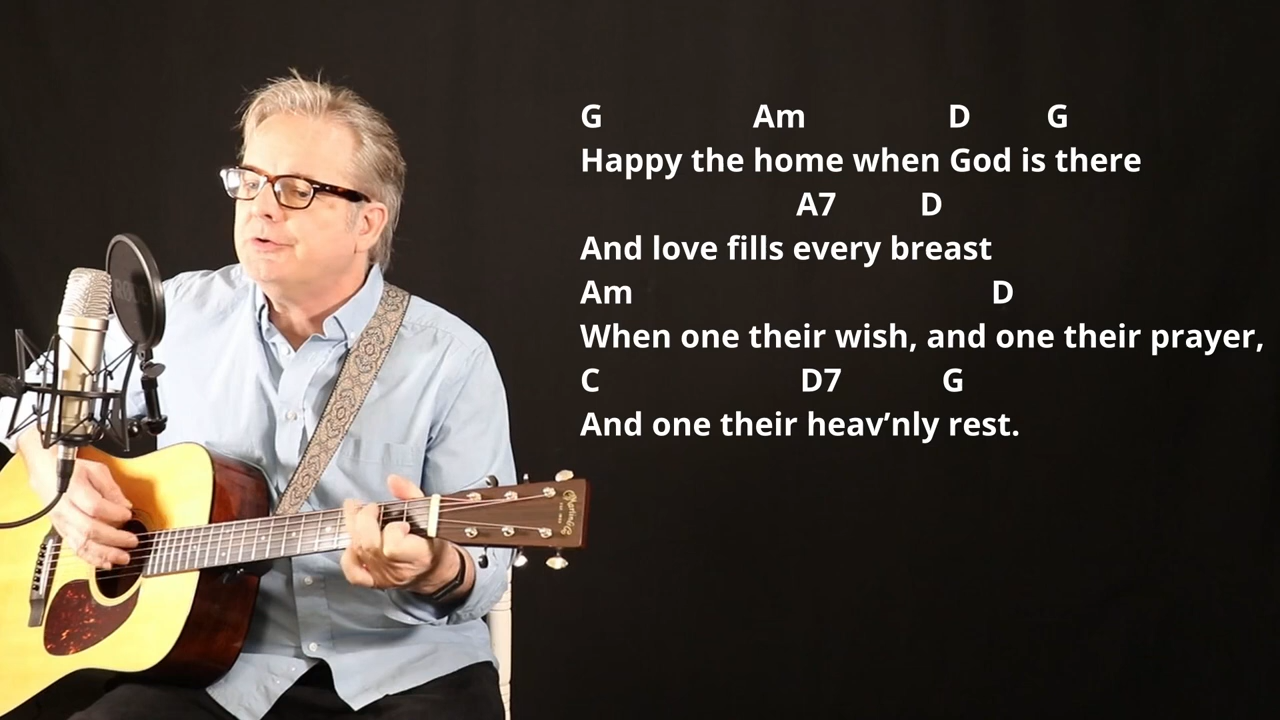 G Am D G
Happy the home when God is there
A7 D
And love fills every breast
Am D
When one their wish, and one their prayer,
C D7 G
And one their heav’nly rest.